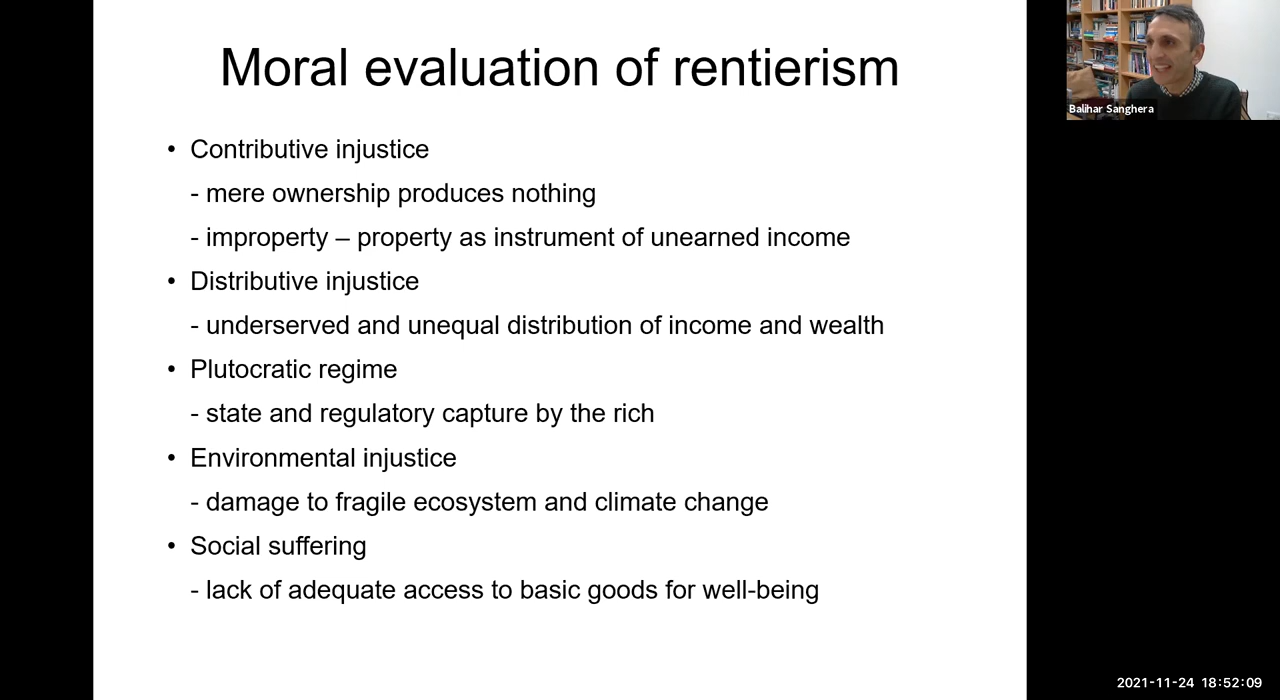 Moral evaluation of rentierism
• Contributive injustice
- mere ownership produces nothing
- improperty – property as instrument of unearned income
• Distributive injustice
- underserved and unequal distribution of income and wealth
• Plutocratic regime
- state and regulatory capture by the rich
• Environmental injustice
- damage to fragile ecosystem and climate change
• Social suffering
- lack of adequate access to basic goods for well-being
Balihar Sanghera
2021-11-24 18:52:09